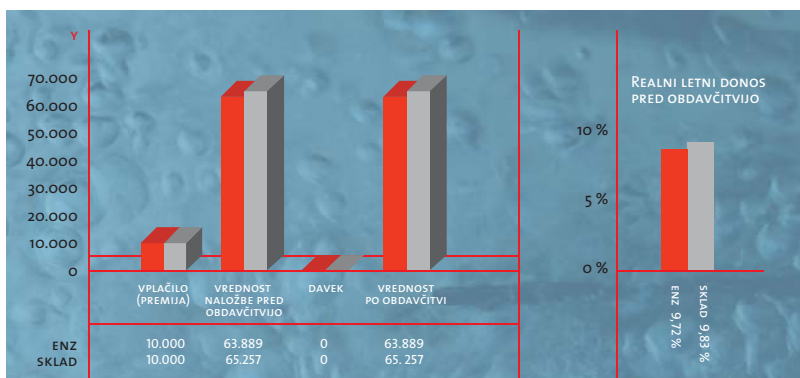 Y
70.000
60.000
50.000
40.000
30.000
20.000
10.000
0
VPLAČILO
(PREMIJA)
VREDNOST
NALOŽBE PRED
OBDAVČITVIJO
DAVEK
VREDNOST
PO OBDAVČITVI
ENZ 10.000 63.889 0 63.889
SKLAD 10.000 65.257 0 65. 257
REALNI LETNI DONOS
PRED OBDAVČITVIJO
10 %
5 %
0 %
ENZ 9,72 %
SKLAD 9,83 %